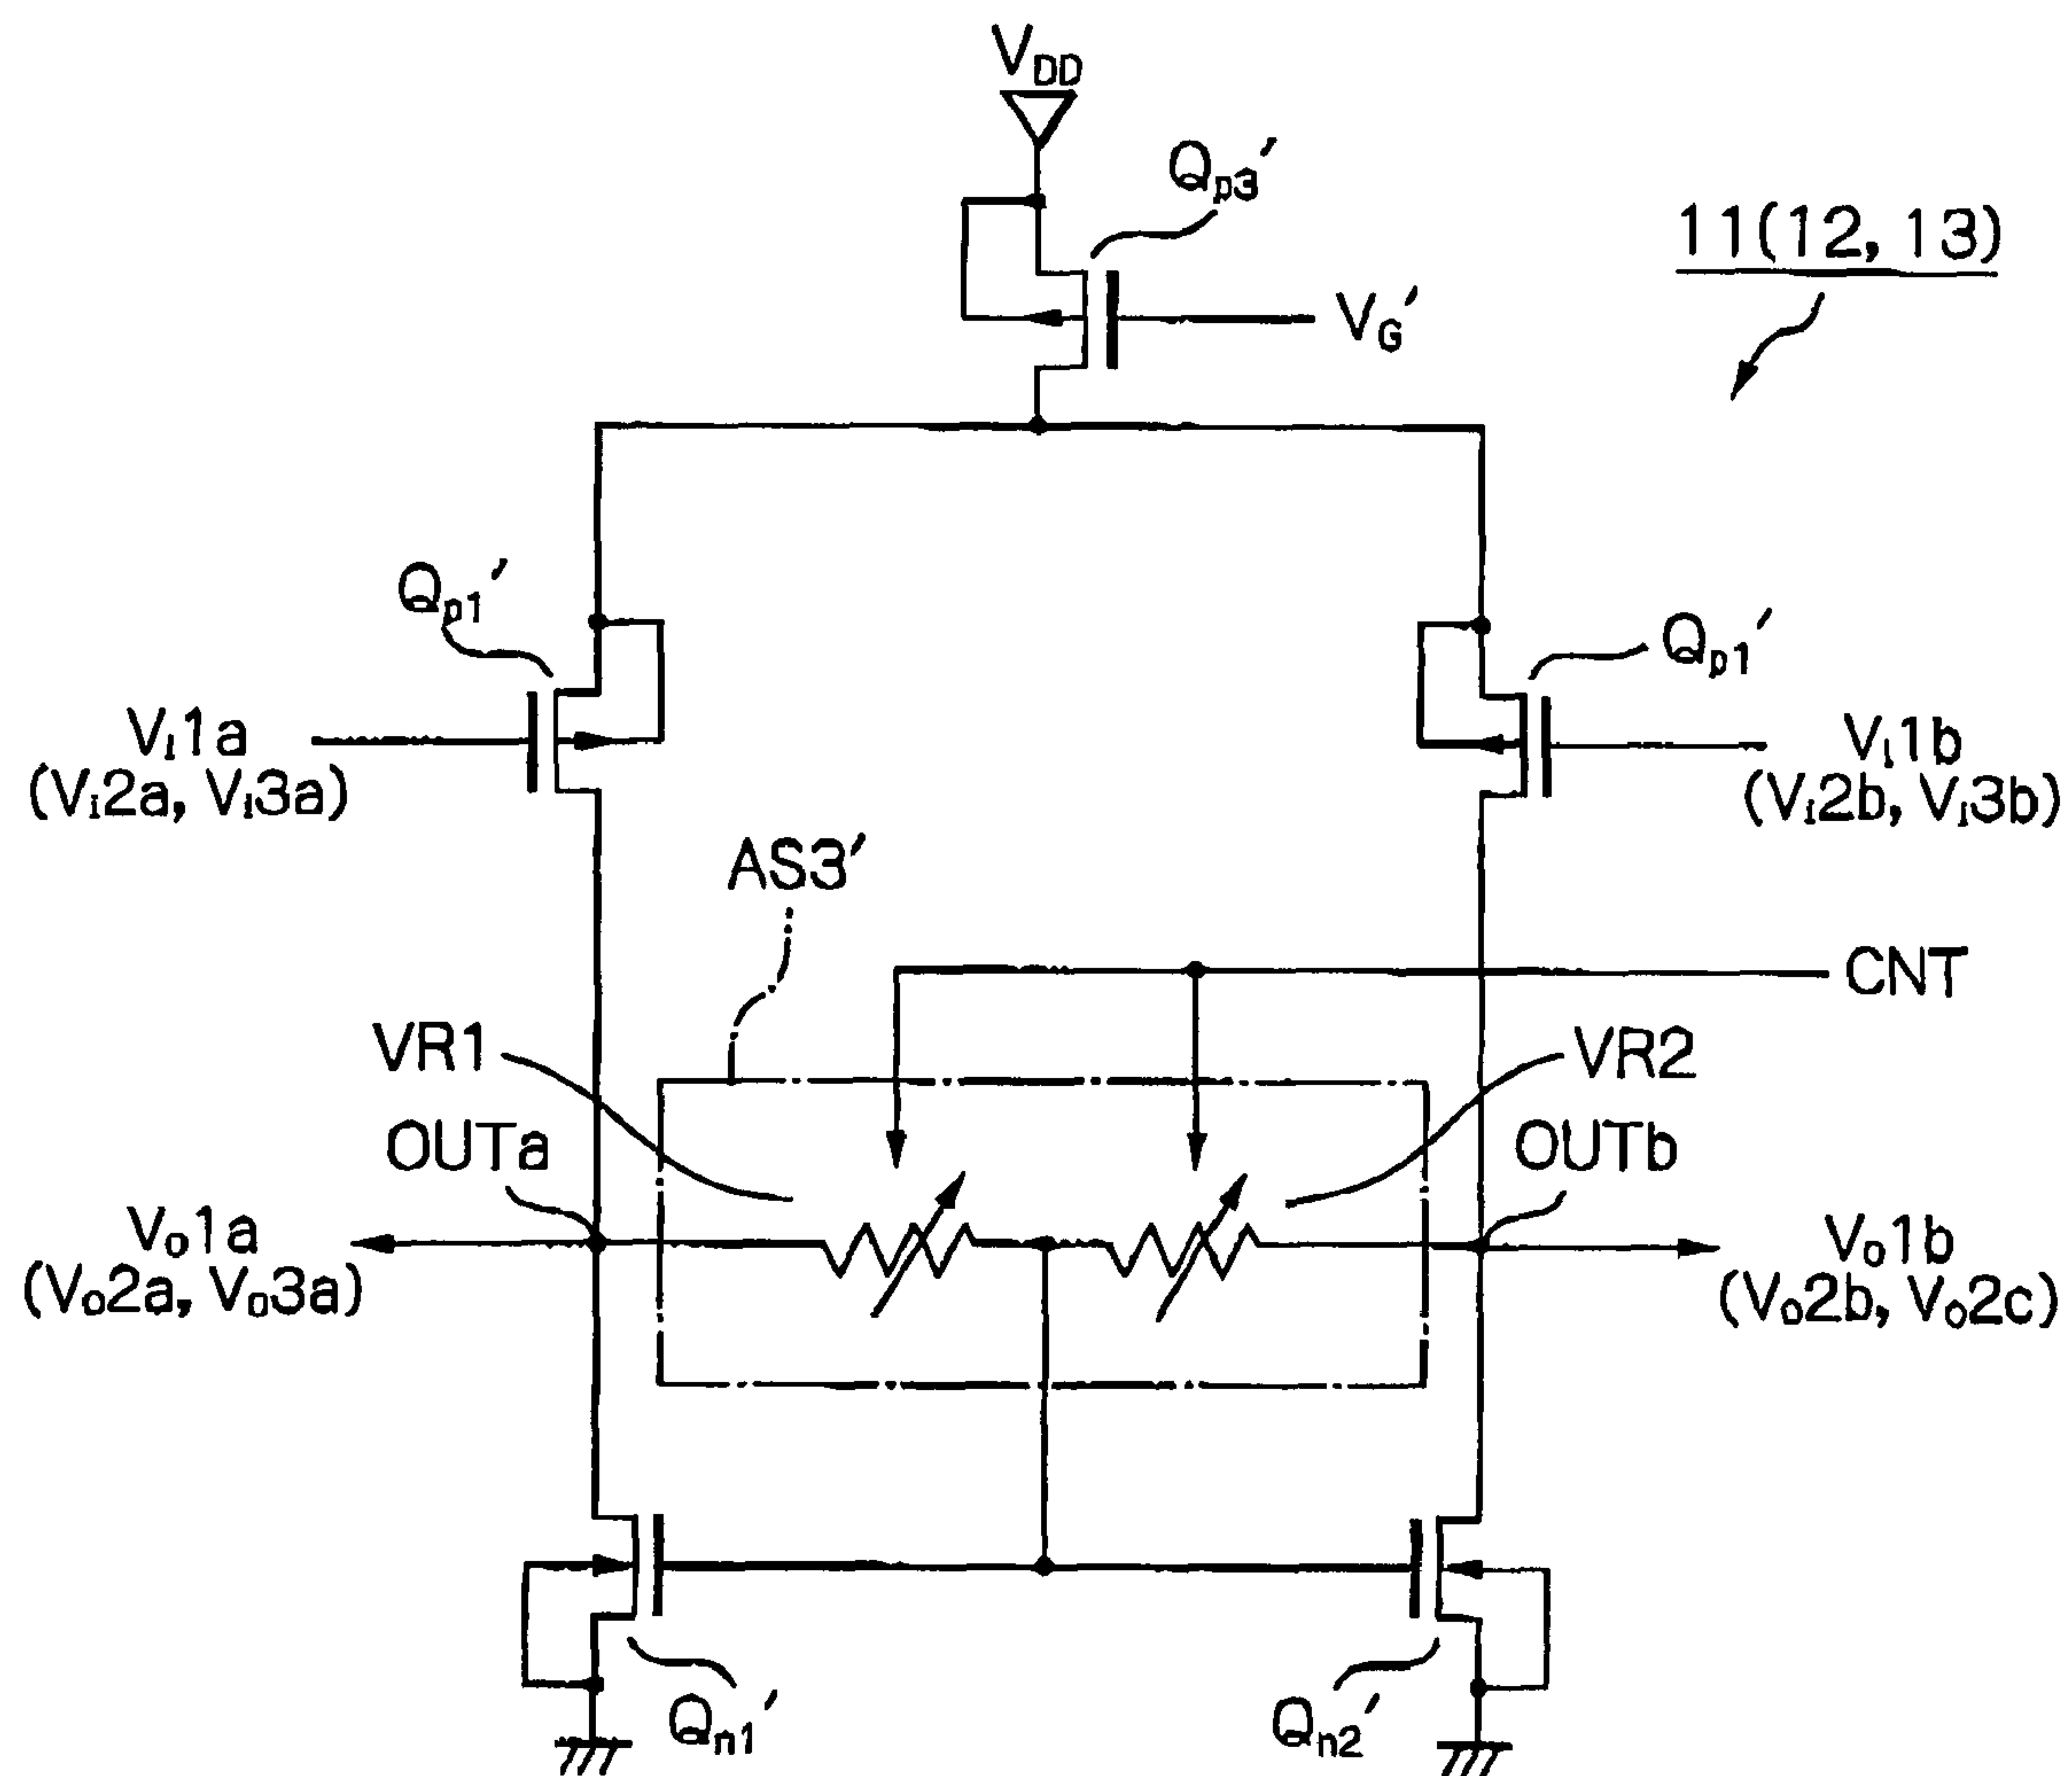 VDD
Qp3'
11(12, 13)
VG'
Qp1'
Qp1'
Vi1a
(Vi2a, Vi3a)
Vi1b
(Vi2b, Vi3b)
AS3'
CNT
VR1
VR2
OUTa
OUTb
Vo1a
(Vo2a, Vo3a)
Vo1b
(Vo2b, Vo2c)
Qn1'
Qn2'